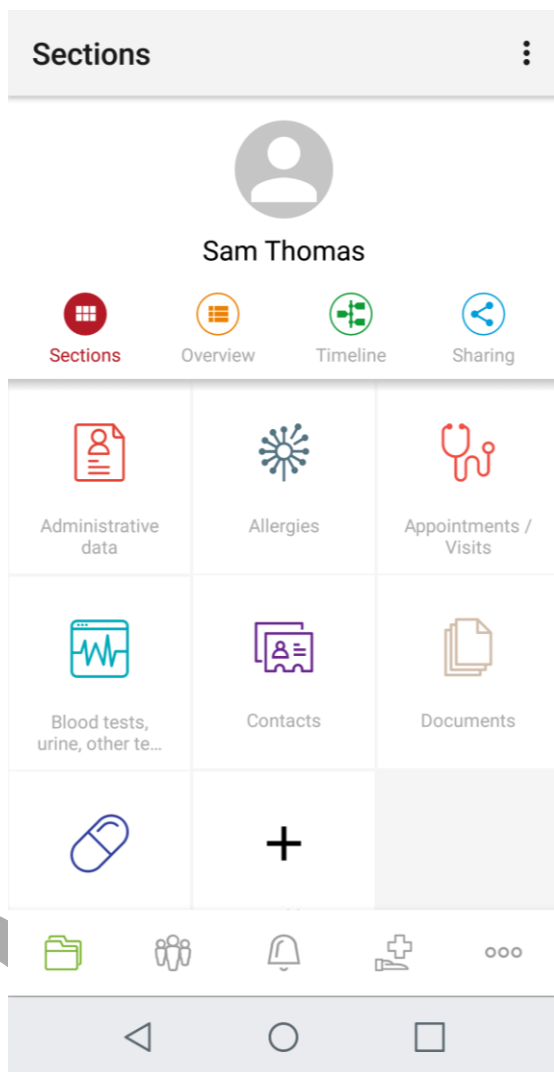 Sections
Sam Thomas
Sections
Overview
Timeline
Sharing
Administrative
data
Allergies
Appointments /
Visits
Blood tests,
urine, other te...
Contacts
Documents